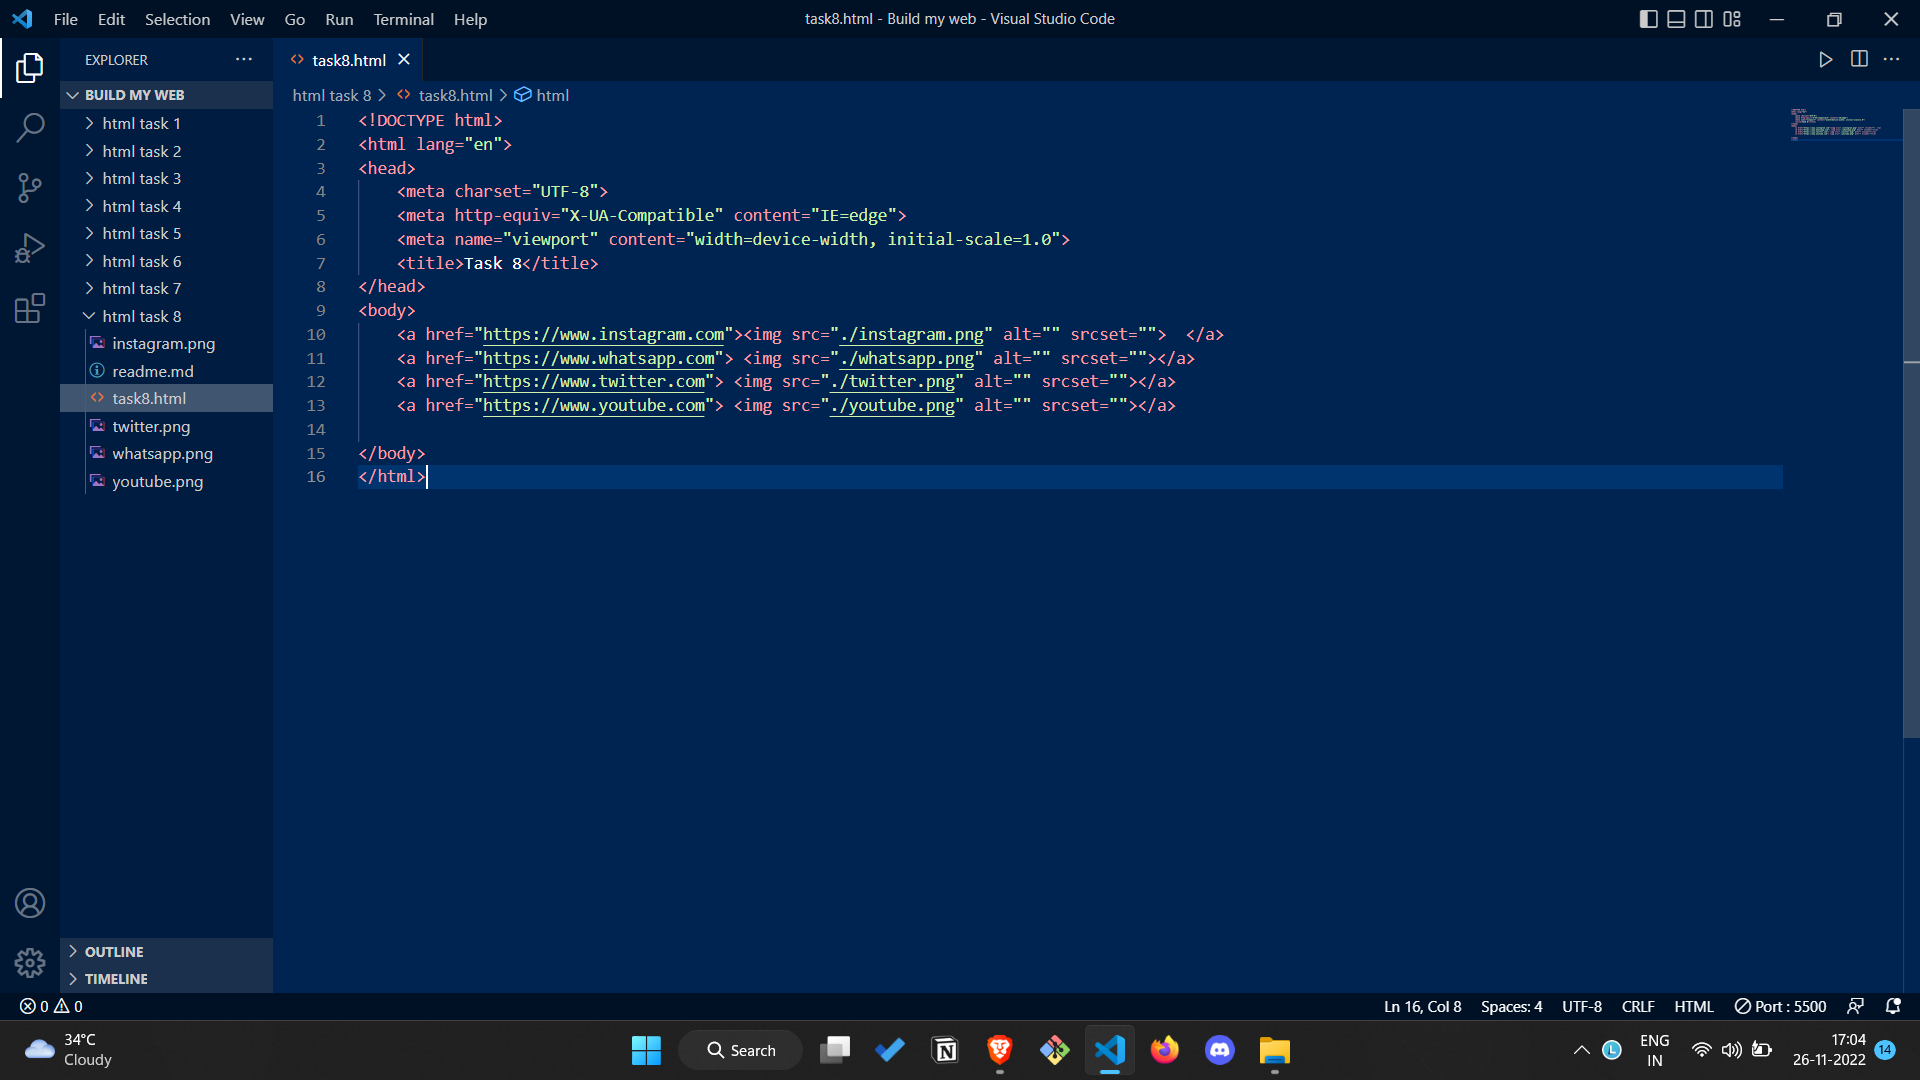 File Edit Selection View Go Run Terminal Help
task8.html - Build my web - Visual Studio Code
EXPLORER
BUILD MY WEB
html task 1
html task 2
html task 3
html task 4
html task 5
html task 6
html task 7
html task 8
instagram.png
readme.md
task8.html
twitter.png
whatsapp.png
youtube.png
OUTLINE
TIMELINE
task8.html
html task 8 > task8.html > html
1 <!DOCTYPE html>
2 <html lang="en">
3 <head>
4     <meta charset="UTF-8">
5     <meta http-equiv="X-UA-Compatible" content="IE=edge">
6     <meta name="viewport" content="width=device-width, initial-scale=1.0">
7     <title>Task 8</title>
8 </head>
9 <body>
10     <a href="https://www.instagram.com"><img src="./instagram.png" alt="" srcset="">  </a>
11     <a href="https://www.whatsapp.com"> <img src="./whatsapp.png" alt="" srcset=""></a>
12     <a href="https://www.twitter.com"> <img src="./twitter.png" alt="" srcset=""></a>
13     <a href="https://www.youtube.com"> <img src="./youtube.png" alt="" srcset=""></a>
14
15 </body>
16 </html>
0 0
Ln 16, Col 8 Spaces: 4 UTF-8 CRLF HTML Port : 5500
34°C
Cloudy
Search
ENG
IN
17:04
26-11-2022
14